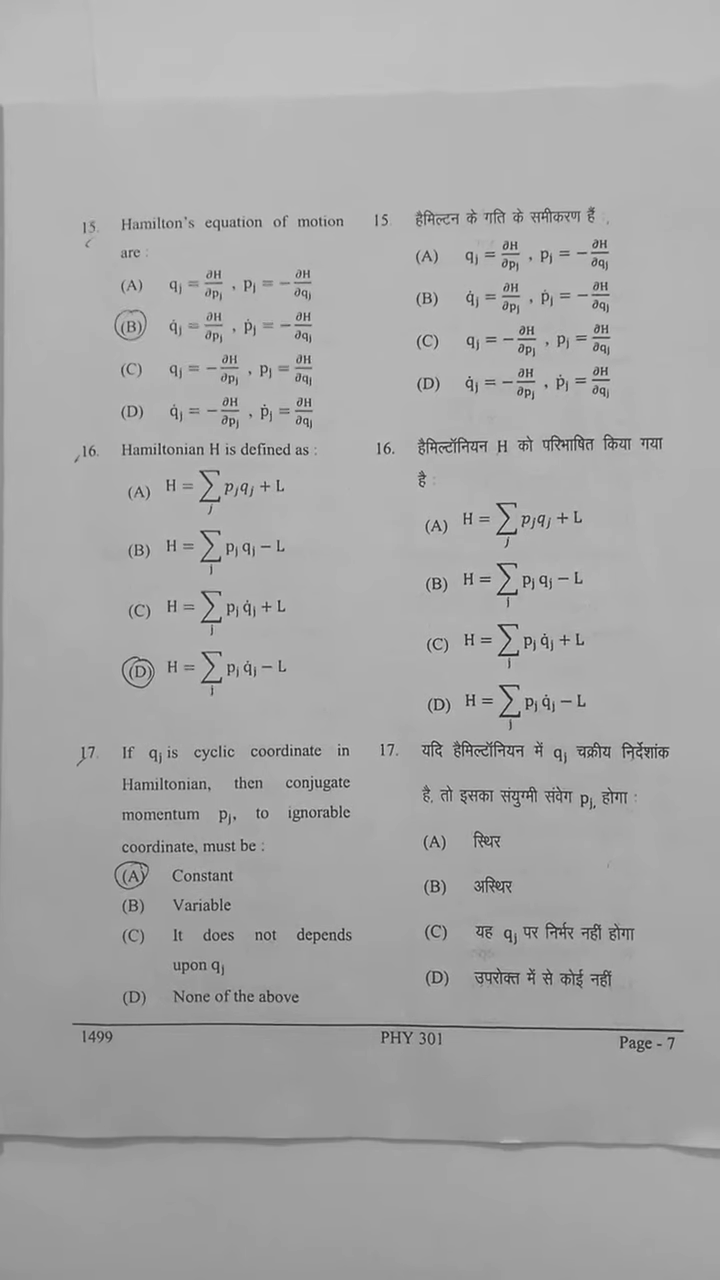 15. Hamilton's equation of motion
are :
(A) qⱼ = ∂H/∂pⱼ , pⱼ = −∂H/∂qⱼ
(B) q̇ⱼ = ∂H/∂pⱼ , ṗⱼ = −∂H/∂qⱼ
(C) qⱼ = −∂H/∂pⱼ , pⱼ = ∂H/∂qⱼ
(D) q̇ⱼ = −∂H/∂pⱼ , ṗⱼ = ∂H/∂qⱼ
16. Hamiltonian H is defined as :
(A) H = ∑ⱼ pⱼqⱼ + L
(B) H = ∑ⱼ pⱼ qⱼ − L
(C) H = ∑ⱼ pⱼ q̇ⱼ + L
(D) H = ∑ⱼ pⱼ q̇ⱼ − L
17. If qⱼ is cyclic coordinate in
Hamiltonian, then conjugate
momentum pⱼ, to ignorable
coordinate, must be :
(A) Constant
(B) Variable
(C) It does not depends
upon qⱼ
(D) None of the above
15. हैमिल्टन के गति के समीकरण हैं :
(A) qⱼ = ∂H/∂pⱼ , pⱼ = −∂H/∂qⱼ
(B) q̇ⱼ = ∂H/∂pⱼ , ṗⱼ = −∂H/∂qⱼ
(C) qⱼ = −∂H/∂pⱼ , pⱼ = ∂H/∂qⱼ
(D) q̇ⱼ = −∂H/∂pⱼ , ṗⱼ = ∂H/∂qⱼ
16. हैमिल्टॉनियन H को परिभाषित किया गया
है :
(A) H = ∑ⱼ pⱼqⱼ + L
(B) H = ∑ⱼ pⱼ qⱼ − L
(C) H = ∑ⱼ pⱼ q̇ⱼ + L
(D) H = ∑ⱼ pⱼ q̇ⱼ − L
17. यदि हैमिल्टॉनियन में qⱼ चक्रीय निर्देशांक
है, तो इसका संयुग्मी संवेग pⱼ, होगा :
(A) स्थिर
(B) अस्थिर
(C) यह qⱼ पर निर्भर नहीं होगा
(D) उपरोक्त में से कोई नहीं
1499 PHY 301 Page - 7